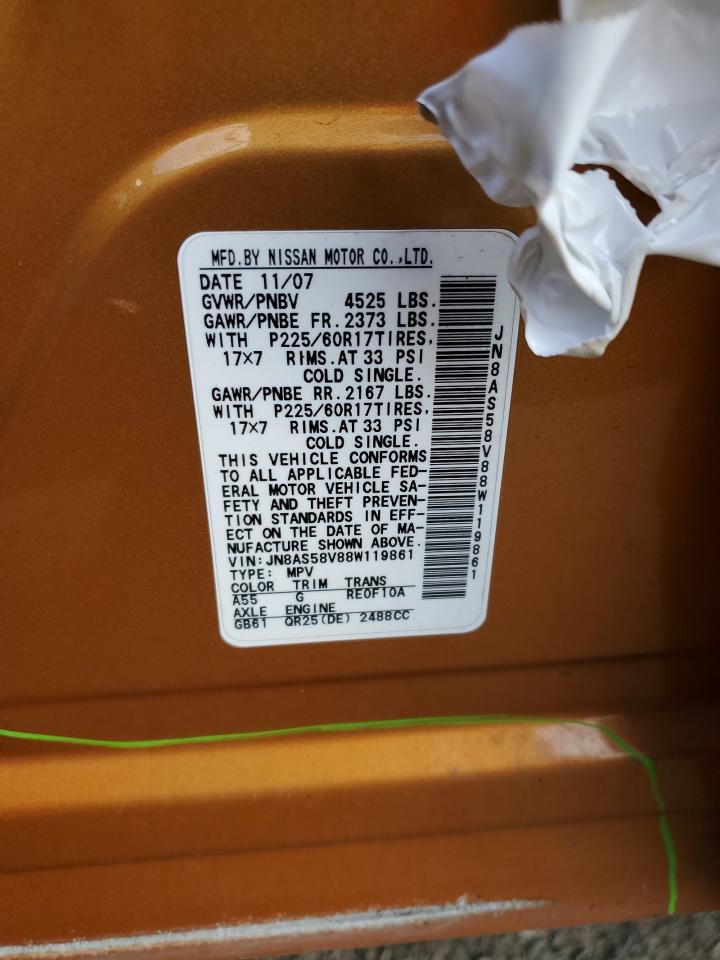 MFD.BY NISSAN MOTOR CO.,LTD.
DATE 11/07
GVWR/PNBV 4525 LBS.
GAWR/PNBE FR. 2373 LBS.
WITH P225/60R17TIRES,
17×7 RIMS.AT 33 PSI
COLD SINGLE.
GAWR/PNBE RR. 2167 LBS.
WITH P225/60R17TIRES,
17×7 RIMS.AT 33 PSI
COLD SINGLE.
THIS VEHICLE CONFORMS
TO ALL APPLICABLE FED-
ERAL MOTOR VEHICLE SA-
FETY AND THEFT PREVEN-
TION STANDARDS IN EFF-
ECT ON THE DATE OF MA-
NUFACTURE SHOWN ABOVE.
VIN:JN8AS58V88W119861
TYPE: MPV
COLOR TRIM TRANS
A55 G RE0F10A
AXLE ENGINE
GB61 QR25(DE) 2488CC
JN8AS58V88W119861